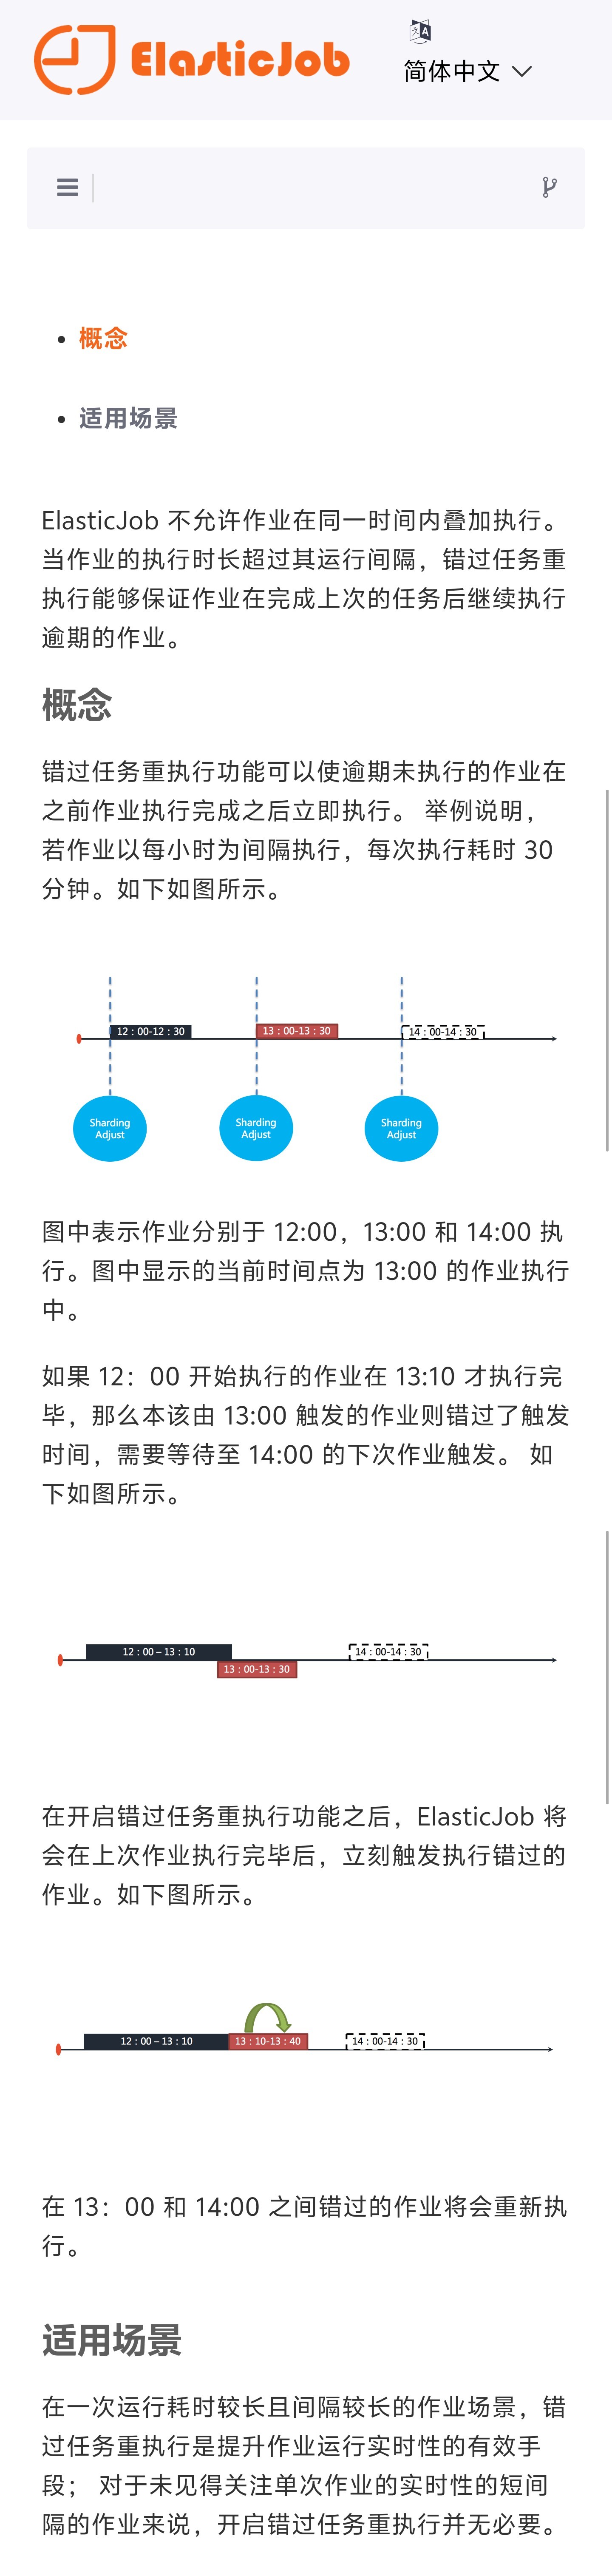 ElasticJob
简体中文
概念
适用场景
ElasticJob 不允许作业在同一时间内叠加执行。
当作业的执行时长超过其运行间隔，错过任务重
执行能够保证作业在完成上次的任务后继续执行
逾期的作业。
概念
错过任务重执行功能可以使逾期未执行的作业在
之前作业执行完成之后立即执行。 举例说明，
若作业以每小时为间隔执行，每次执行耗时 30
分钟。如下如图所示。
12：00-12：30
13：00-13：30
14：00-14：30
Sharding
Adjust
Sharding
Adjust
Sharding
Adjust
图中表示作业分别于 12:00，13:00 和 14:00 执
行。图中显示的当前时间点为 13:00 的作业执行
中。
如果 12：00 开始执行的作业在 13:10 才执行完
毕，那么本该由 13:00 触发的作业则错过了触发
时间，需要等待至 14:00 的下次作业触发。 如
下如图所示。
12：00 – 13：10
13：00-13：30
14：00-14：30
在开启错过任务重执行功能之后，ElasticJob 将
会在上次作业执行完毕后，立刻触发执行错过的
作业。如下图所示。
12：00 – 13：10
13：10-13：40
14：00-14：30
在 13：00 和 14:00 之间错过的作业将会重新执
行。
适用场景
在一次运行耗时较长且间隔较长的作业场景，错
过任务重执行是提升作业运行实时性的有效手
段； 对于未见得关注单次作业的实时性的短间
隔的作业来说，开启错过任务重执行并无必要。